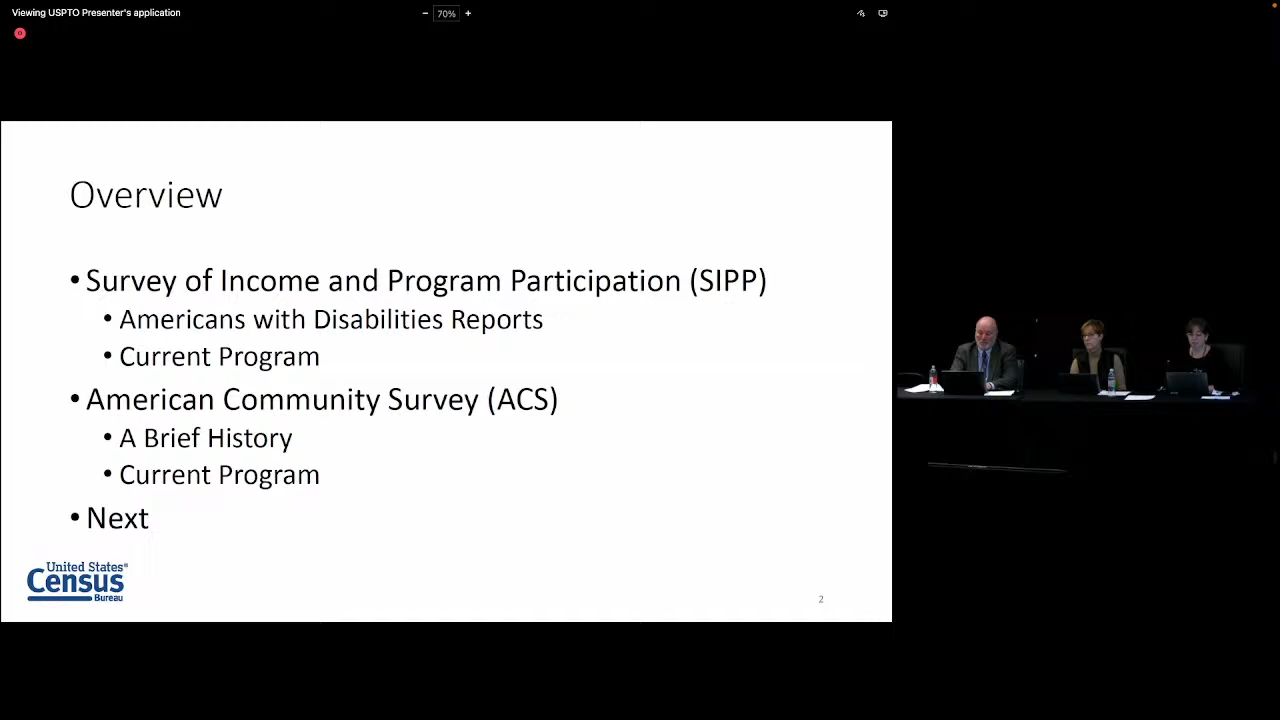 Viewing USPTO Presenter's application
− 70% +
Overview
• Survey of Income and Program Participation (SIPP)
• Americans with Disabilities Reports
• Current Program
• American Community Survey (ACS)
• A Brief History
• Current Program
• Next
United States®
Census
Bureau
2